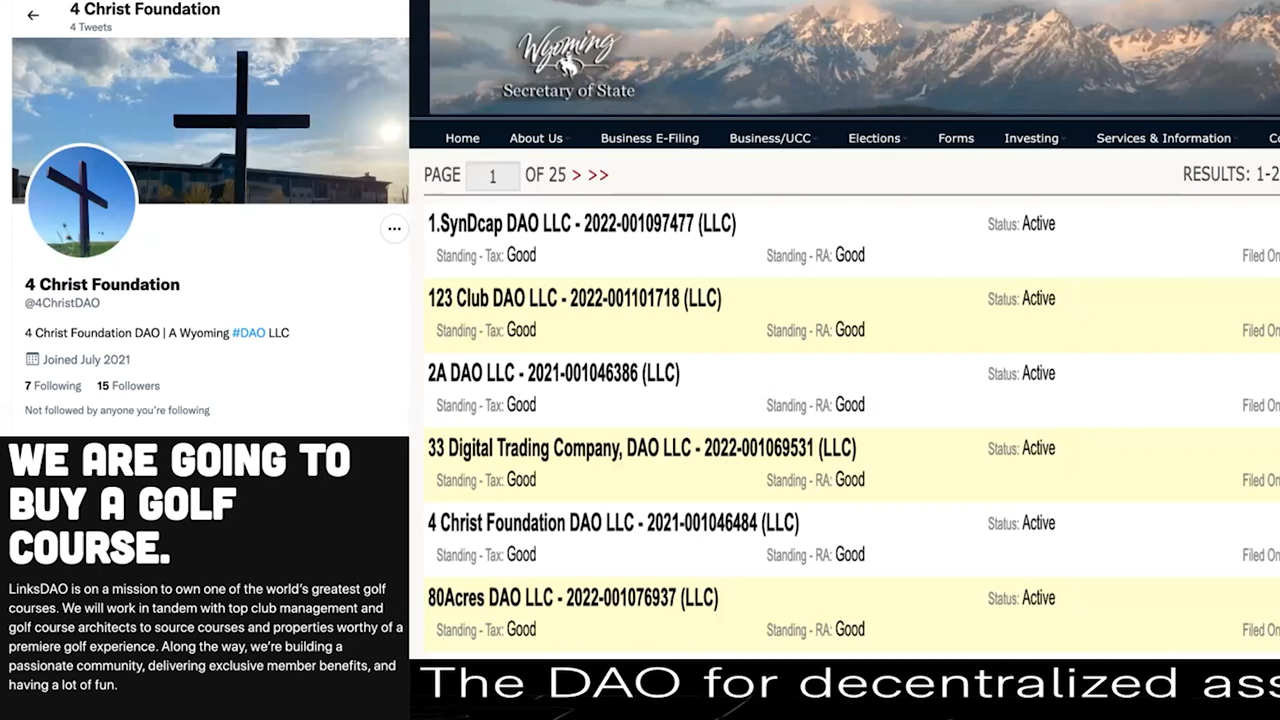 4 Christ Foundation
4 Tweets
4 Christ Foundation
@4ChristDAO
4 Christ Foundation DAO | A Wyoming #DAO LLC
Joined July 2021
7 Following 15 Followers
Not followed by anyone you're following
WE ARE GOING TO
BUY A GOLF
COURSE.
LinksDAO is on a mission to own one of the world's greatest golf
courses. We will work in tandem with top club management and
golf course architects to source courses and properties worthy of a
premiere golf experience. Along the way, we're building a
passionate community, delivering exclusive member benefits, and
having a lot of fun.
Wyoming
Secretary of State
Home About Us Business E-Filing Business/UCC Elections Forms Investing Services & Information
PAGE 1 OF 25 > >> RESULTS: 1-2
1.SynDcap DAO LLC - 2022-001097477 (LLC) Status: Active
Standing - Tax: Good Standing - RA: Good Filed On
123 Club DAO LLC - 2022-001101718 (LLC) Status: Active
Standing - Tax: Good Standing - RA: Good Filed On
2A DAO LLC - 2021-001046386 (LLC) Status: Active
Standing - Tax: Good Standing - RA: Good Filed On
33 Digital Trading Company, DAO LLC - 2022-001069531 (LLC) Status: Active
Standing - Tax: Good Standing - RA: Good Filed On
4 Christ Foundation DAO LLC - 2021-001046484 (LLC) Status: Active
Standing - Tax: Good Standing - RA: Good Filed On
80Acres DAO LLC - 2022-001076937 (LLC) Status: Active
Standing - Tax: Good Standing - RA: Good Filed On
The DAO for decentralized ass